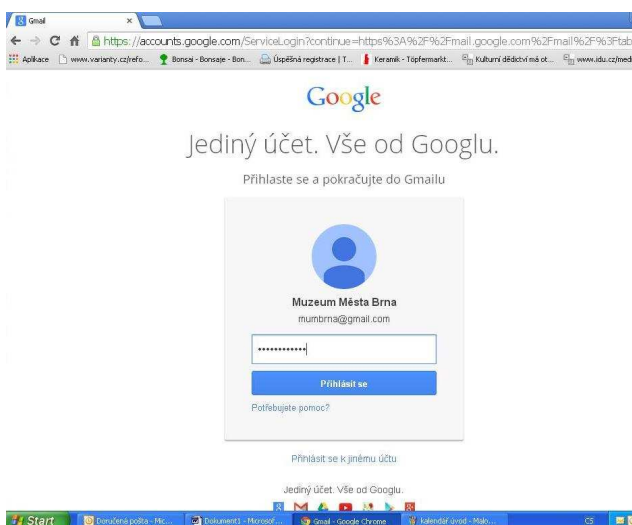 Gmail
https://accounts.google.com/ServiceLogin?continue=https%3A%2F%2Fmail.google.com%2Fmail%2F%3Ftab
Aplikace www.varianty.cz/refo... Bonsai - Bonsaje - Bon... Úspěšná registrace | T... Keramik - Töpfermarkt... Kulturní dědictví má ot... www.idu.cz/med
Google
Jediný účet. Vše od Googlu.
Přihlaste se a pokračujte do Gmailu
Muzeum Města Brna
mumbrna@gmail.com
••••••••••••
Přihlásit se
Potřebujete pomoc?
Přihlásit se k jinému účtu
Jediný účet. Vše od Googlu.
Start Doručená pošta - Mic... Dokument1 - Microsof... Gmail - Google Chrome kalendář úvod - Malo... CS